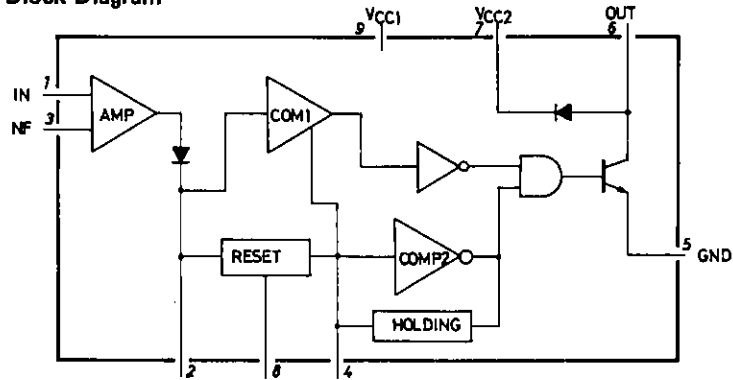 Block Diagram
VCC1
9
VCC2
7
OUT
6
1
IN
3
NF
AMP
COM1
RESET
COMP2
HOLDING
5
GND
2
8
4